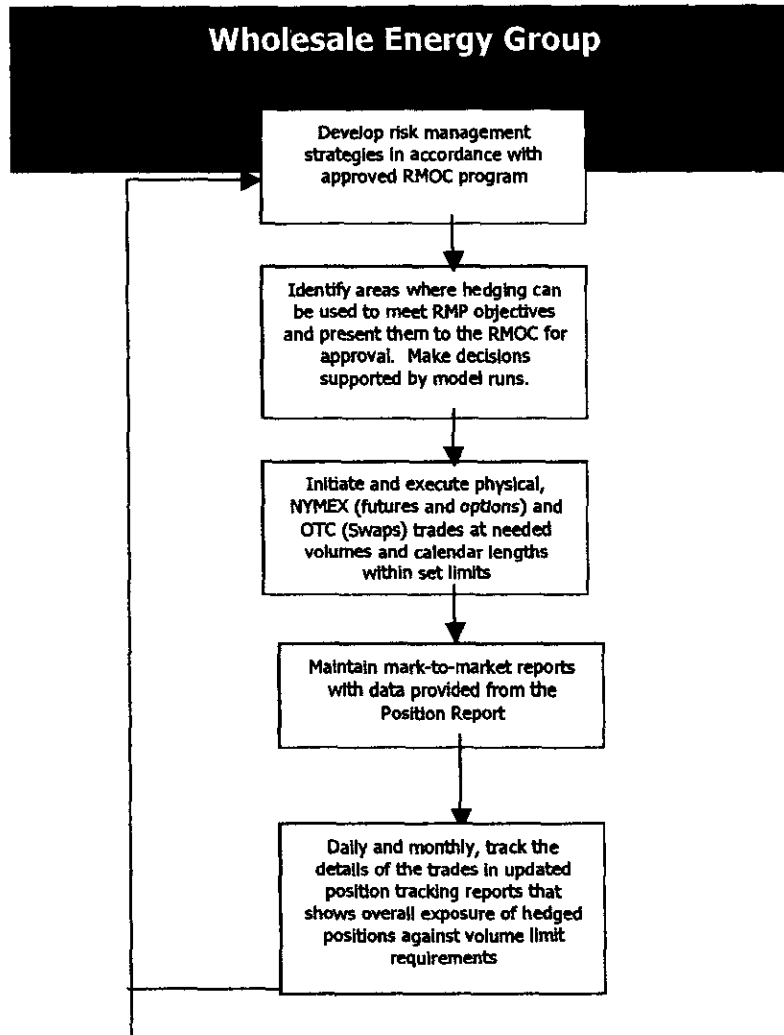 Wholesale Energy Group
Develop risk management
strategies in accordance with
approved RMOC program
Identify areas where hedging can
be used to meet RMP objectives
and present them to the RMOC for
approval. Make decisions
supported by model runs.
Initiate and execute physical,
NYMEX (futures and options) and
OTC (Swaps) trades at needed
volumes and calendar lengths
within set limits
Maintain mark-to-market reports
with data provided from the
Position Report
Daily and monthly, track the
details of the trades in updated
position tracking reports that
shows overall exposure of hedged
positions against volume limit
requirements